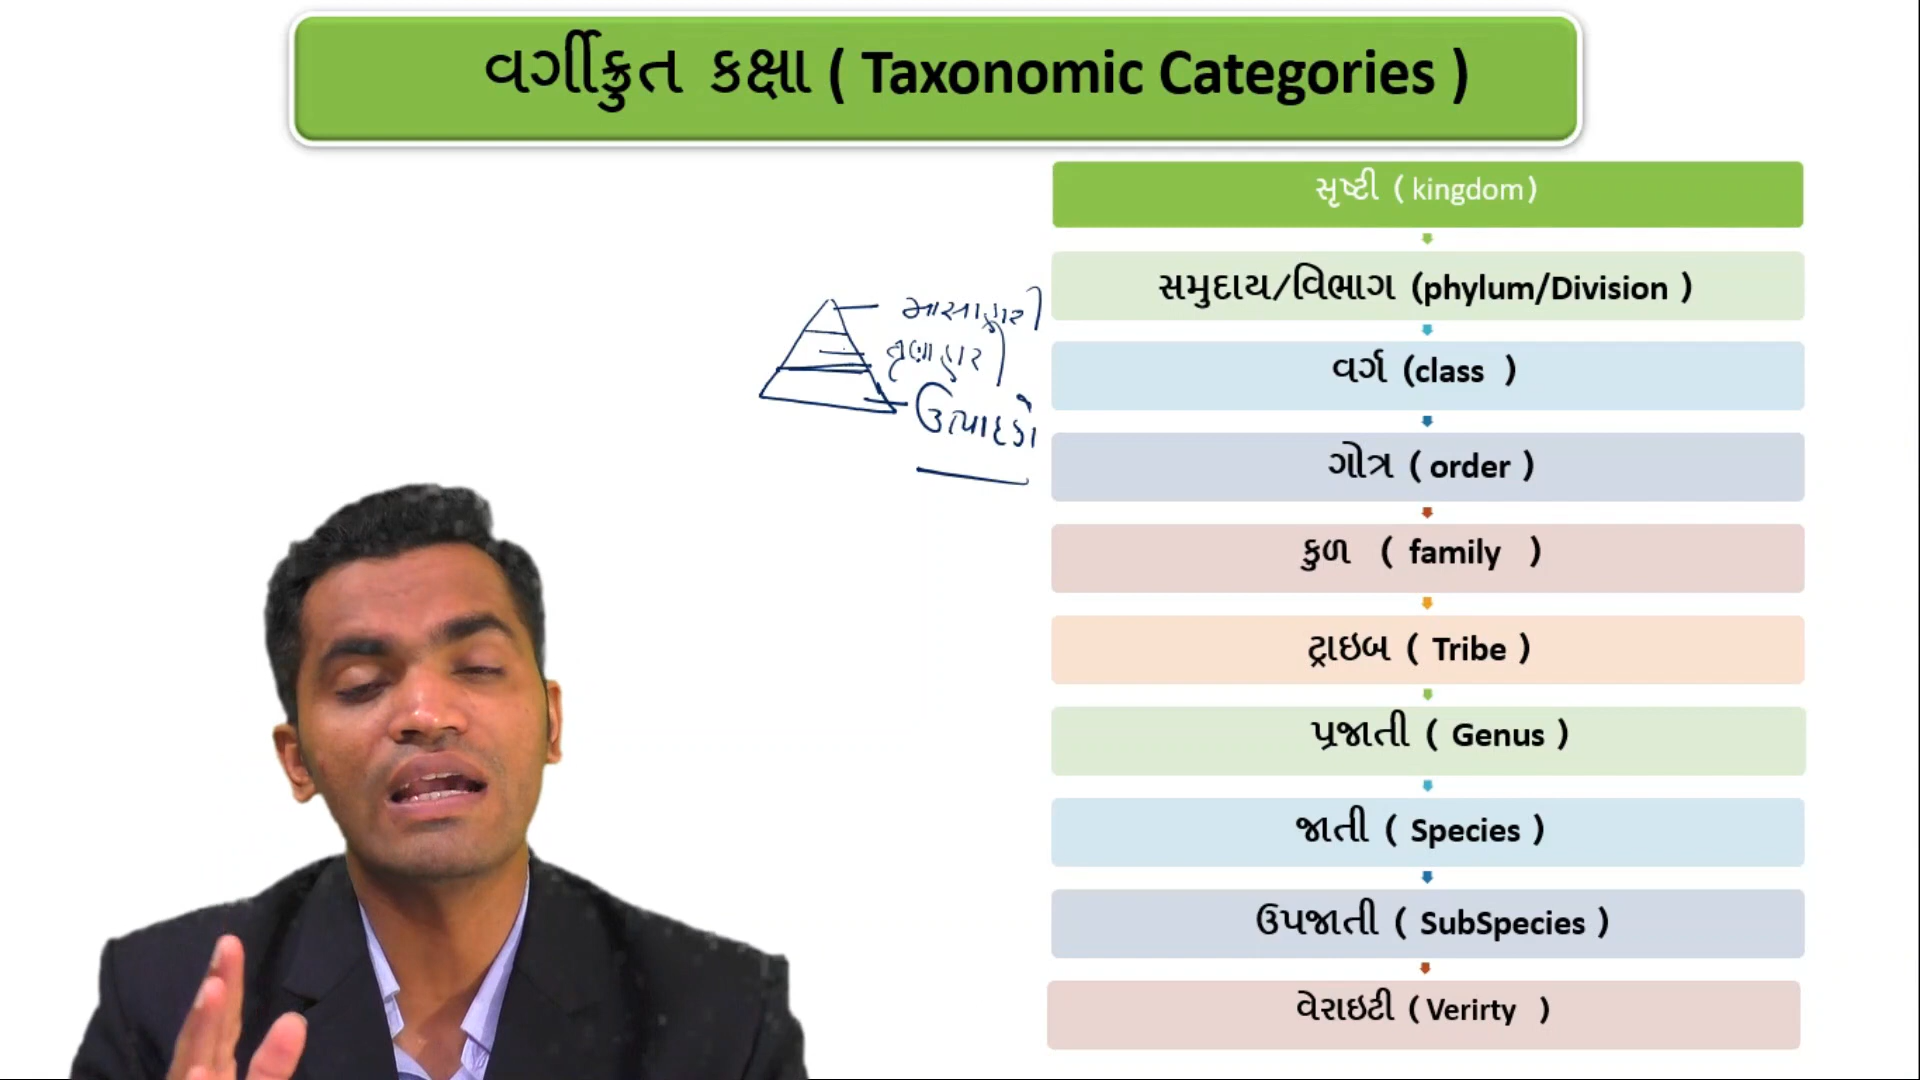 વર્ગીક્રુત કક્ષા ( Taxonomic Categories )
સૃષ્ટી ( kingdom)
સમુદાય/વિભાગ (phylum/Division )
વર્ગ (class )
ગોત્ર ( order )
કુળ ( family )
ટ્રાઇબ ( Tribe )
પ્રજાતી ( Genus )
જાતી ( Species )
ઉપજાતી ( SubSpecies )
વેરાઇટી ( Verirty )
માસાહારી
તૃણાહારી
ઉત્પાદકો